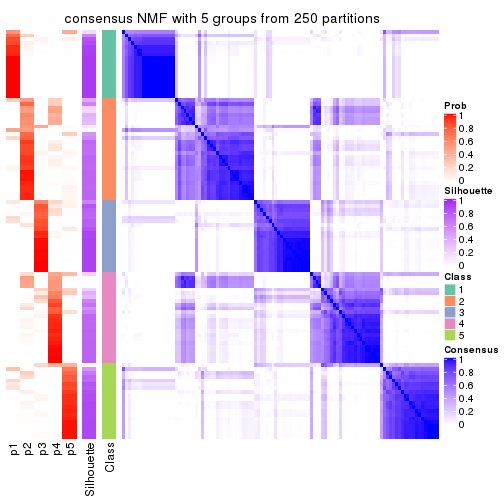 consensus NMF with 5 groups from 250 partitions
Prob
1
0.8
0.6
0.4
0.2
0
Silhouette
1
0.8
0.6
0.4
0.2
0
Class
1
2
3
4
5
Consensus
1
0.8
0.6
0.4
0.2
0
p1
p2
p3
p4
p5
Silhouette
Class